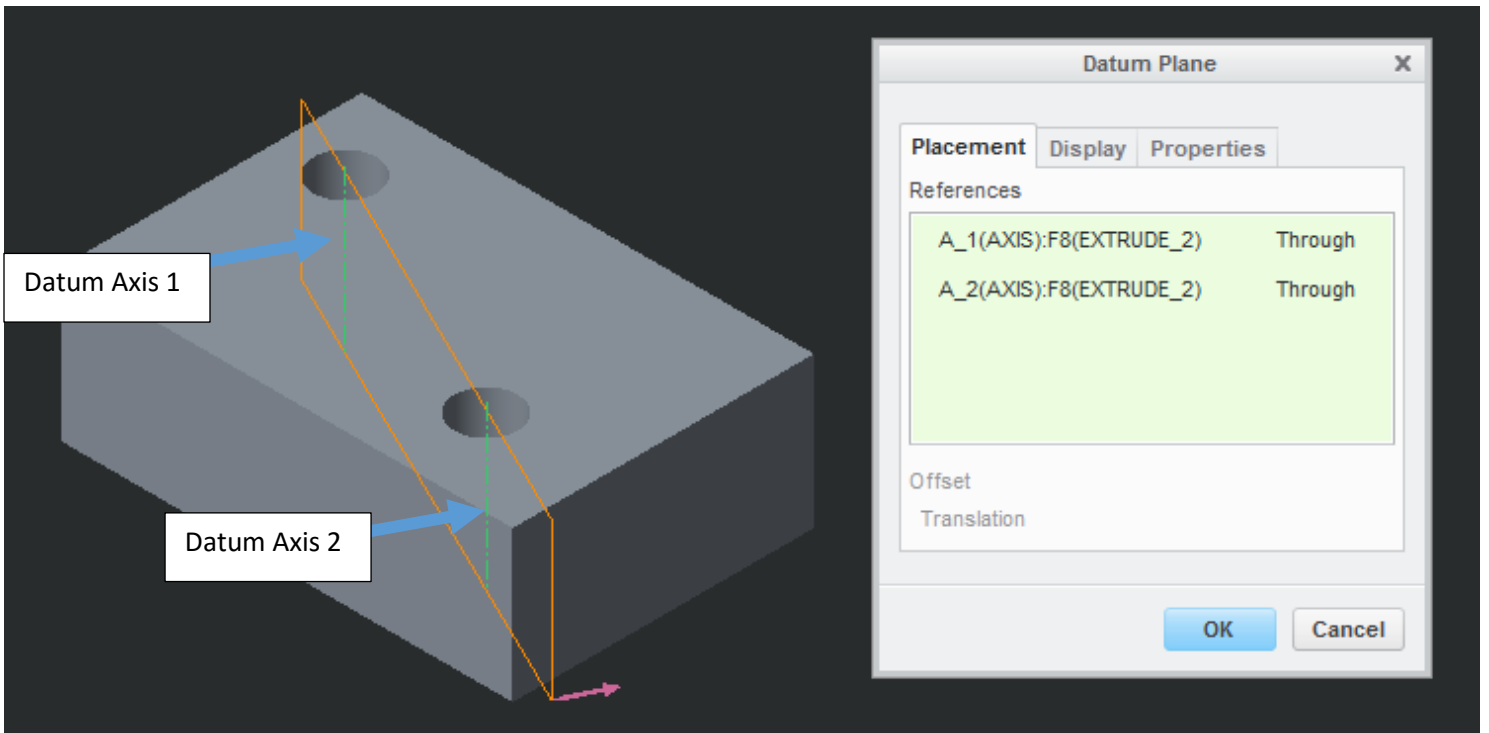 Datum Plane
Placement Display Properties
References
A_1(AXIS):F8(EXTRUDE_2) Through
A_2(AXIS):F8(EXTRUDE_2) Through
Offset
Translation
OK Cancel
Datum Axis 1
Datum Axis 2